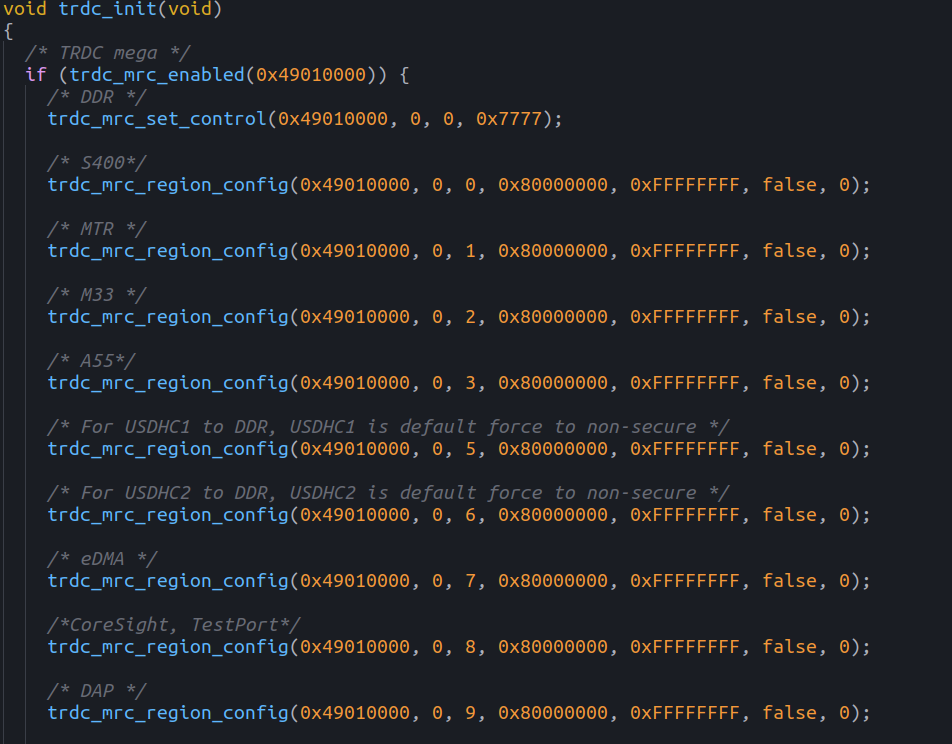 void trdc_init(void)
{
/* TRDC mega */
if (trdc_mrc_enabled(0x49010000)) {
/* DDR */
trdc_mrc_set_control(0x49010000, 0, 0, 0x7777);
/* S400*/
trdc_mrc_region_config(0x49010000, 0, 0, 0x80000000, 0xFFFFFFFF, false, 0);
/* MTR */
trdc_mrc_region_config(0x49010000, 0, 1, 0x80000000, 0xFFFFFFFF, false, 0);
/* M33 */
trdc_mrc_region_config(0x49010000, 0, 2, 0x80000000, 0xFFFFFFFF, false, 0);
/* A55*/
trdc_mrc_region_config(0x49010000, 0, 3, 0x80000000, 0xFFFFFFFF, false, 0);
/* For USDHC1 to DDR, USDHC1 is default force to non-secure */
trdc_mrc_region_config(0x49010000, 0, 5, 0x80000000, 0xFFFFFFFF, false, 0);
/* For USDHC2 to DDR, USDHC2 is default force to non-secure */
trdc_mrc_region_config(0x49010000, 0, 6, 0x80000000, 0xFFFFFFFF, false, 0);
/* eDMA */
trdc_mrc_region_config(0x49010000, 0, 7, 0x80000000, 0xFFFFFFFF, false, 0);
/*CoreSight, TestPort*/
trdc_mrc_region_config(0x49010000, 0, 8, 0x80000000, 0xFFFFFFFF, false, 0);
/* DAP */
trdc_mrc_region_config(0x49010000, 0, 9, 0x80000000, 0xFFFFFFFF, false, 0);